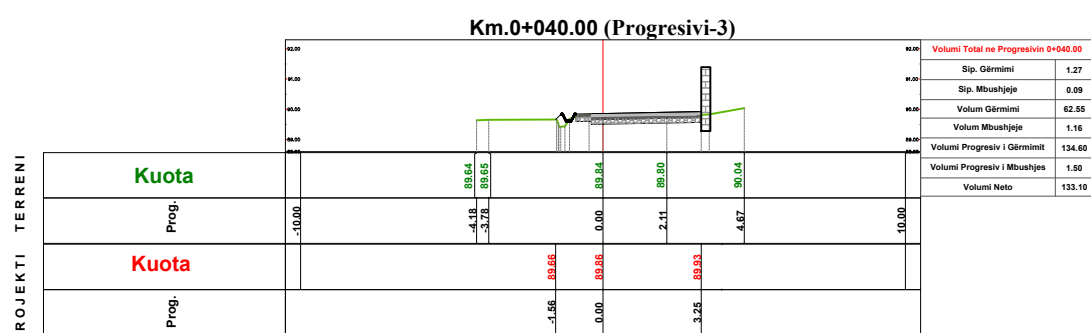 Km.0+040.00 (Progresivi-3)
92.00
92.00
91.00
91.00
90.00
90.00
89.00
89.00
Volumi Total ne Progresivin 0+040.00
Sip. Gërmimi 1.27
Sip. Mbushjeje 0.09
Volum Gërmimi 62.55
Volum Mbushjeje 1.16
Volumi Progresiv i Gërmimit 134.60
Volumi Progresiv i Mbushjes 1.50
Volumi Neto 133.10
TERRENI
Kuota
89.64 89.65 89.84 89.80 90.04
Prog.
-10.00 -4.18 -3.78 0.00 2.11 4.67 10.00
ROJEKTI
Kuota
89.66 89.86 89.93
Prog.
-1.56 0.00 3.25